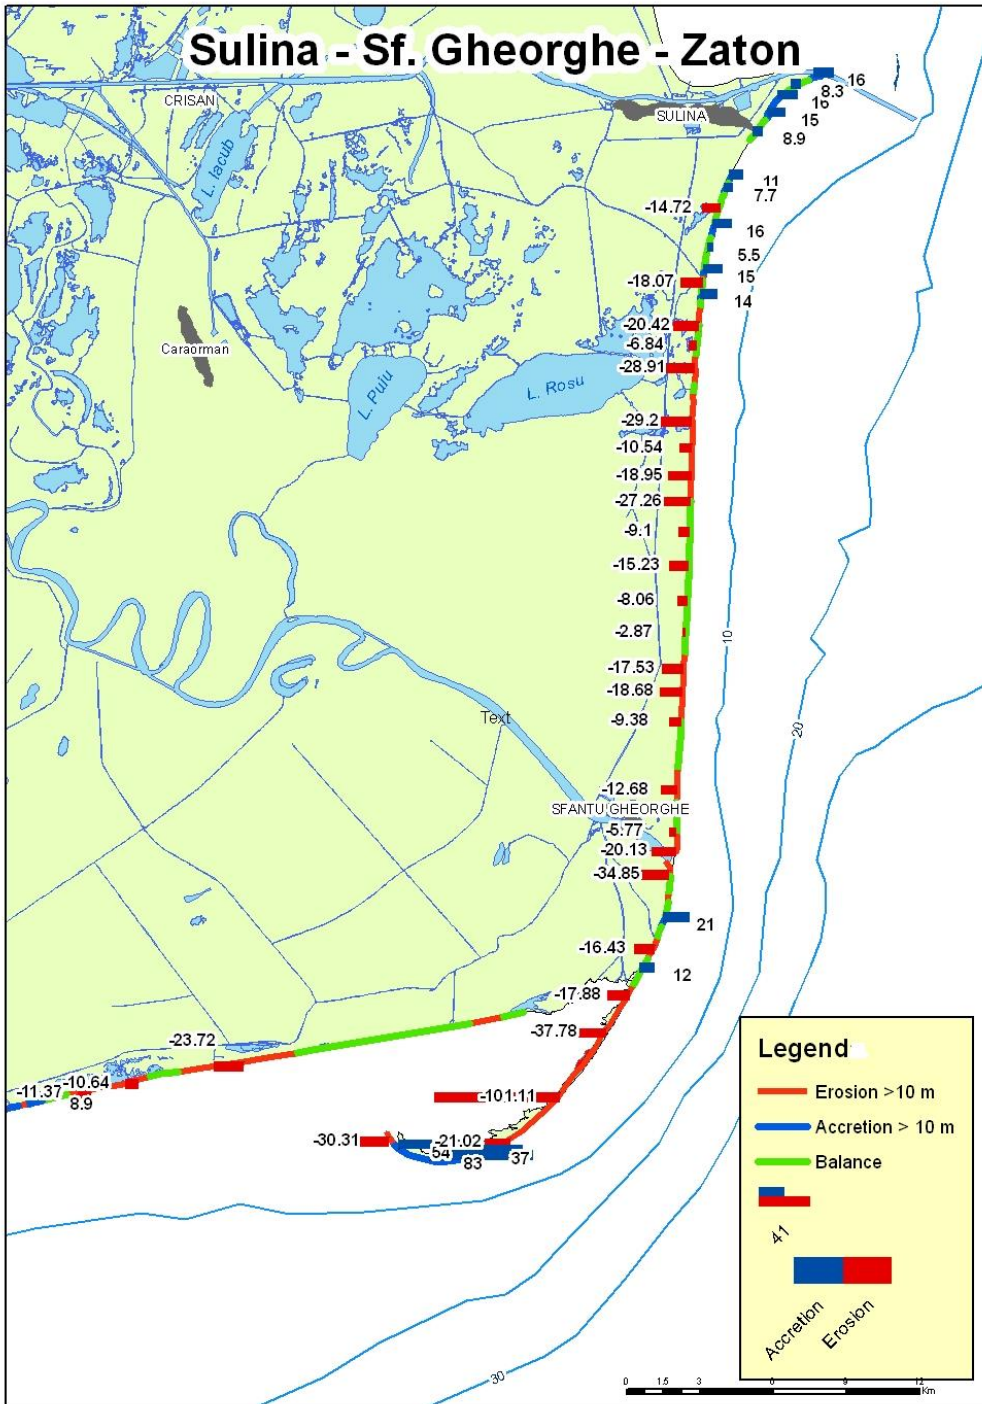 Sulina - Sf. Gheorghe - Zaton
16
8.3
CRISAN
16
SULINA
15
8.9
L. Iacub
11
7.7
-14.72
16
5.5
-18.07
15
14
-20.42
-6.84
Caraorman
-28.91
L. Puiu
L. Rosu
-29.2
-10.54
-18.95
-27.26
-9.1
-15.23
-8.06
-2.87
10
-17.53
-18.68
-9.38
Text
20
-12.68
SFANTU GHEORGHE
-5.77
-20.13
-34.85
21
-16.43
12
-17.88
-37.78
-23.72
-10.64
-11.37
8.9
-101.11
-30.31
-21.02
54
83
37
Legend
Erosion >10 m
Accretion > 10 m
Balance
41
Accretion
Erosion
30
0 1.5 3 6 9 12
Km